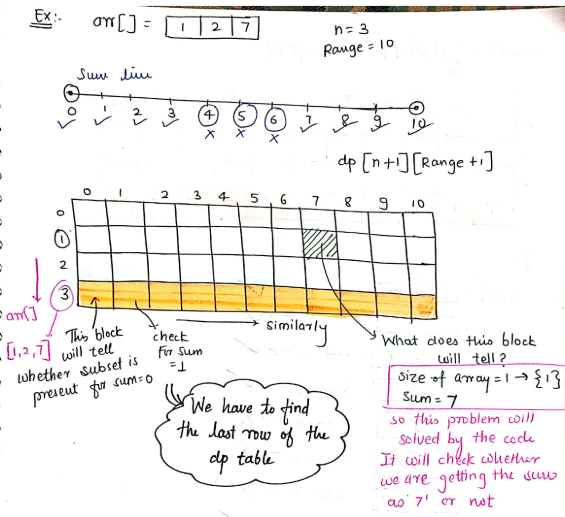 Ex:- arr[] = 1 2 7
n = 3
Range = 10
Sum line
0 1 2 3 4 5 6 7 8 9 10
✓ ✓ ✓ ✓ × × × ✓ ✓ ✓ ✓
dp [n+1][Range +1]
0 1 2 3 4 5 6 7 8 9 10
0
1
2
3
arr[]
[1,2,7]
This block
will tell
whether subset is
present for sum=0
check
for sum
=1
similarly
We have to find
the last row of the
dp table
What does this block
will tell?
size of array = 1 → {1}
Sum = 7
so this problem will
solved by the code
It will check whether
we are getting the sum
as '7' or not